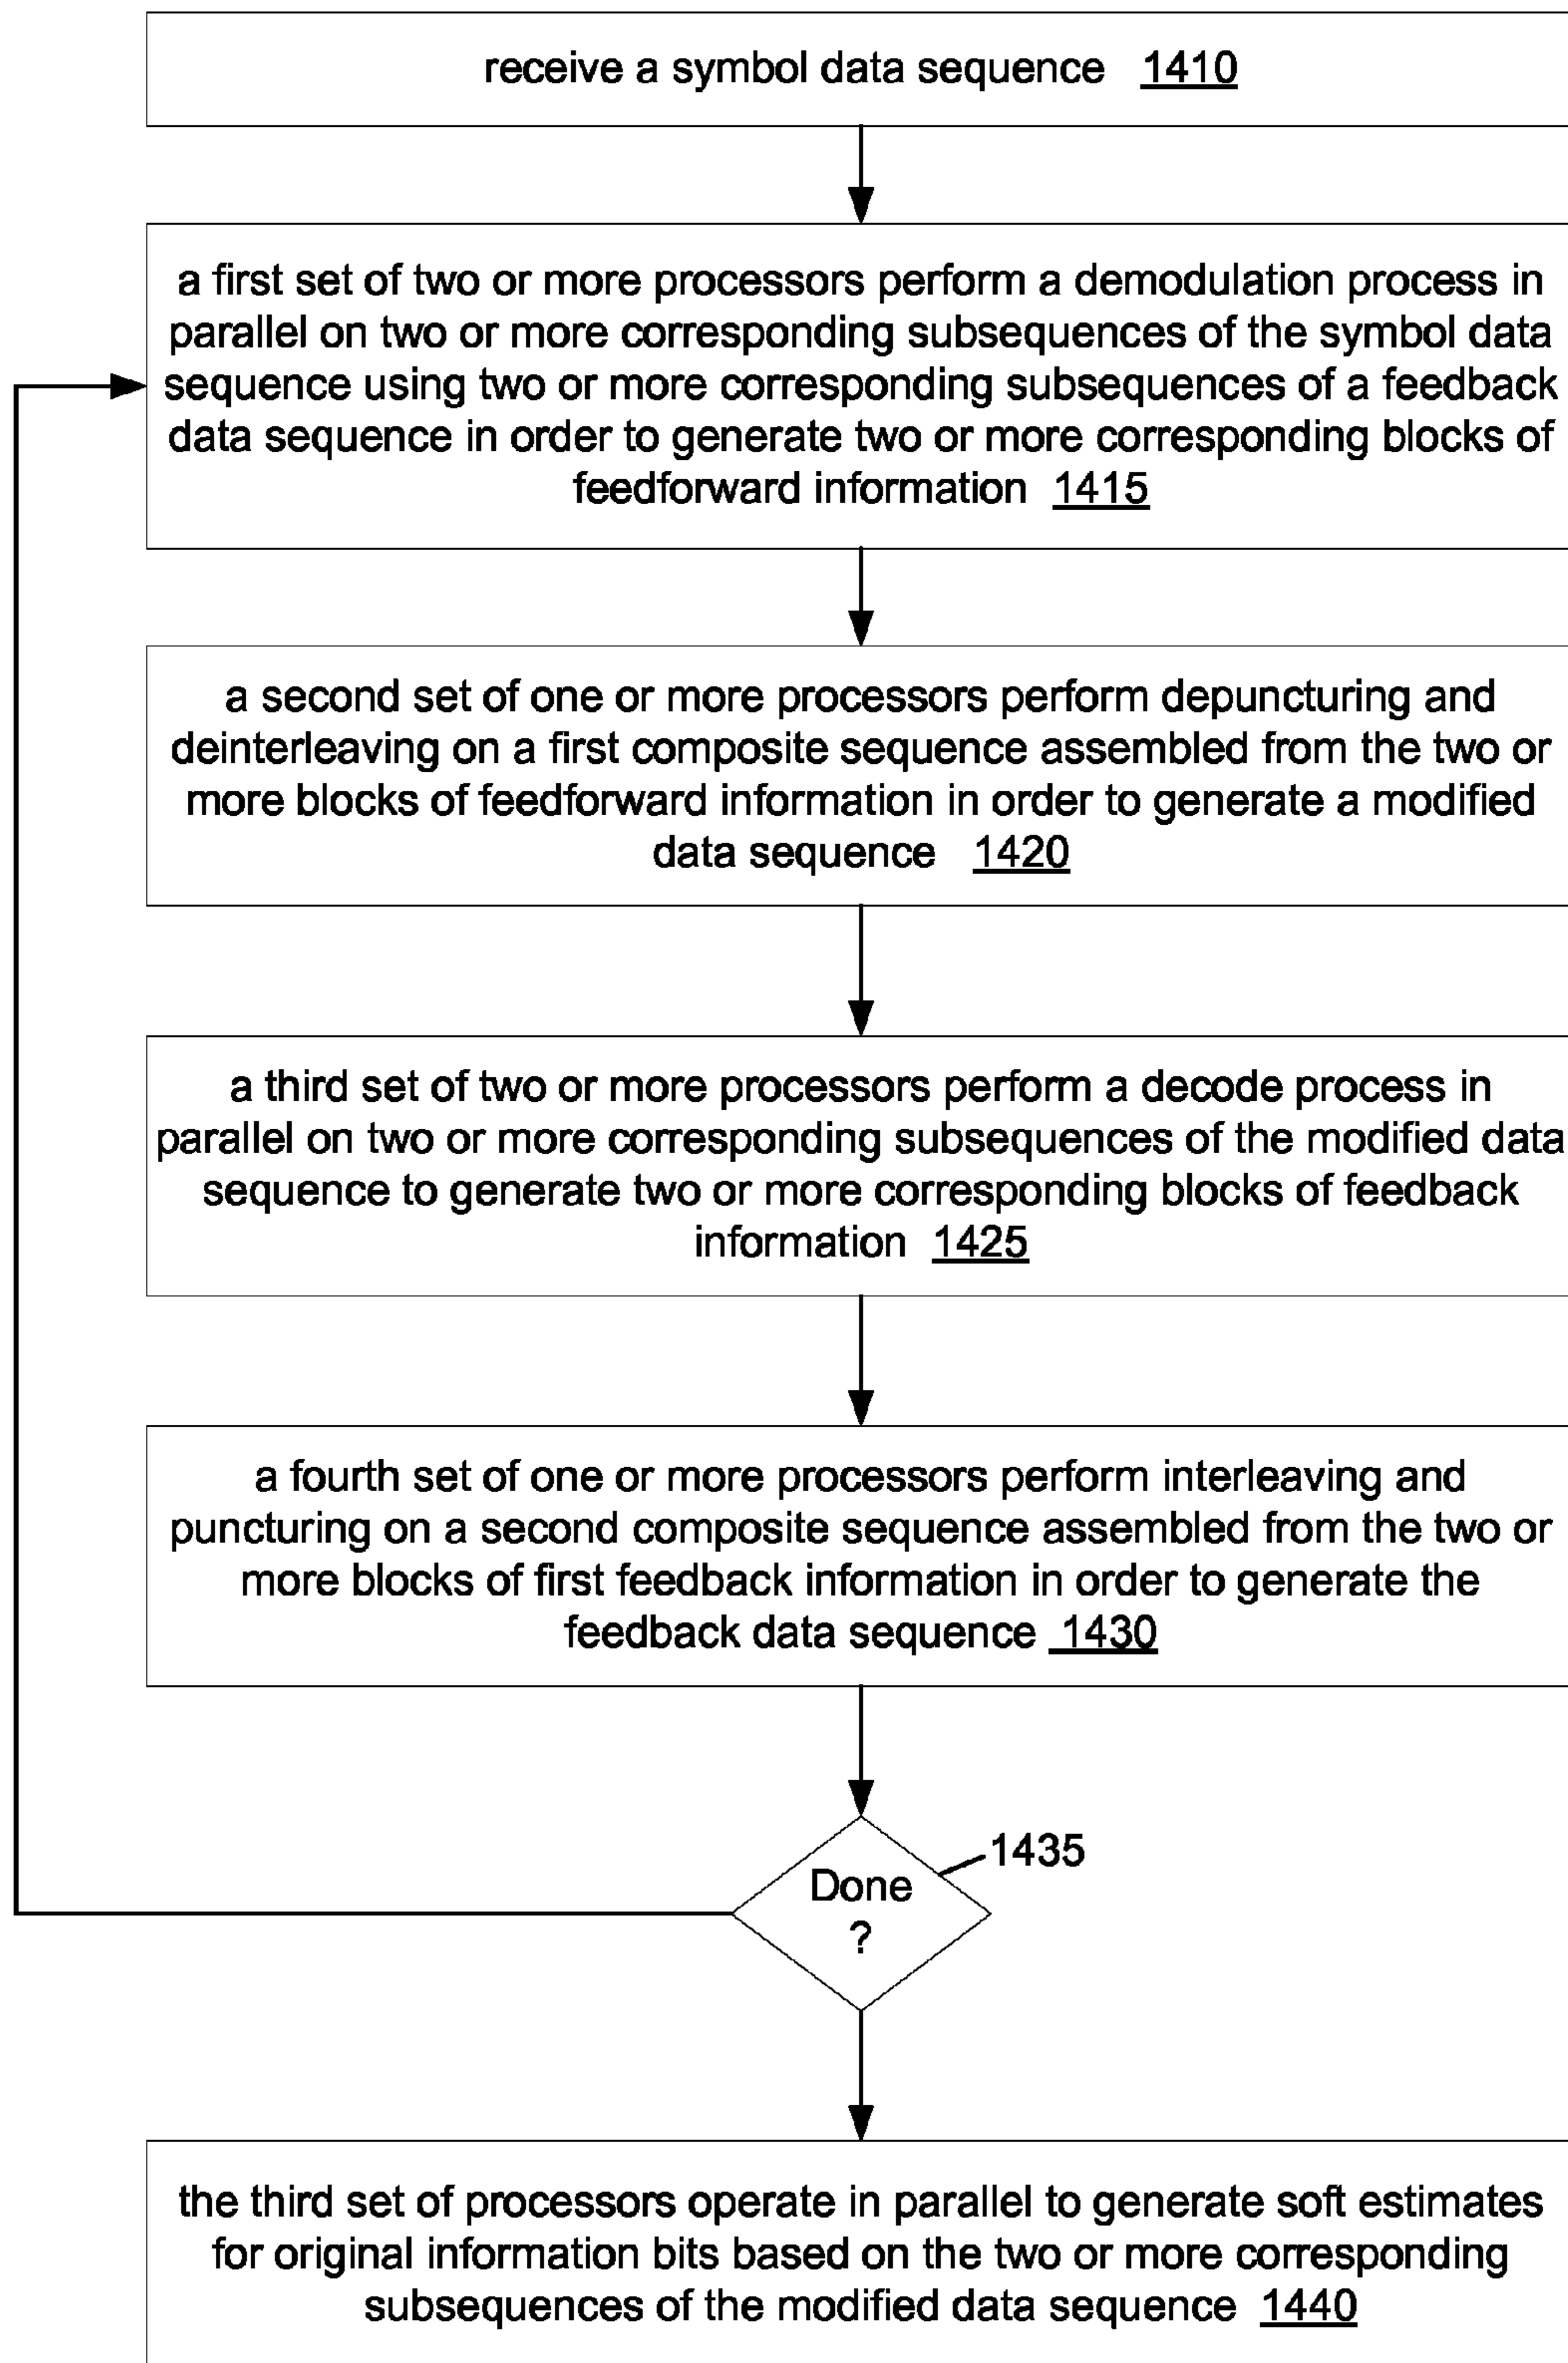 receive a symbol data sequence 1410
a first set of two or more processors perform a demodulation process in
parallel on two or more corresponding subsequences of the symbol data
sequence using two or more corresponding subsequences of a feedback
data sequence in order to generate two or more corresponding blocks of
feedforward information 1415
a second set of one or more processors perform depuncturing and
deinterleaving on a first composite sequence assembled from the two or
more blocks of feedforward information in order to generate a modified
data sequence 1420
a third set of two or more processors perform a decode process in
parallel on two or more corresponding subsequences of the modified data
sequence to generate two or more corresponding blocks of feedback
information 1425
a fourth set of one or more processors perform interleaving and
puncturing on a second composite sequence assembled from the two or
more blocks of first feedback information in order to generate the
feedback data sequence 1430
1435
Done
?
the third set of processors operate in parallel to generate soft estimates
for original information bits based on the two or more corresponding
subsequences of the modified data sequence 1440